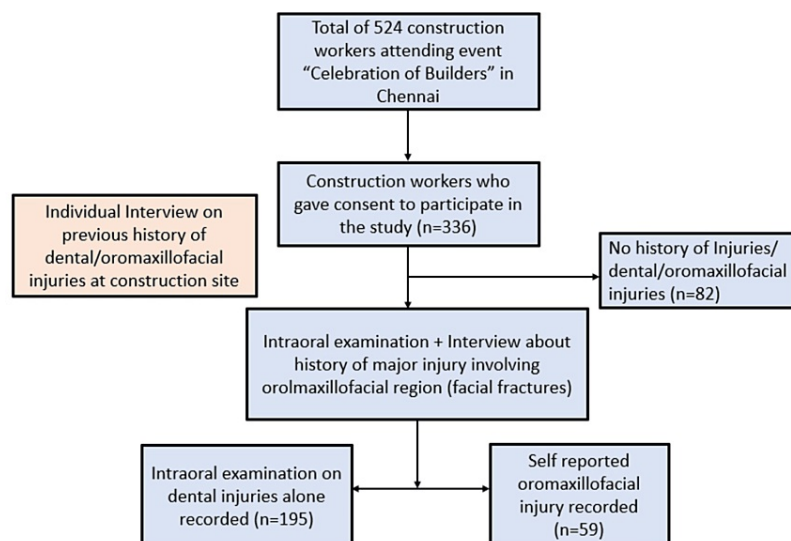 Total of 524 construction
workers attending event
“Celebration of Builders” in
Chennai
Construction workers who
gave consent to participate in
the study (n=336)
Individual Interview on
previous history of
dental/oromaxillofacial
injuries at construction site
No history of Injuries/
dental/oromaxillofacial
injuries (n=82)
Intraoral examination + Interview about
history of major injury involving
orolmaxillofacial region (facial fractures)
Intraoral examination on
dental injuries alone
recorded (n=195)
Self reported
oromaxillofacial
injury recorded
(n=59)